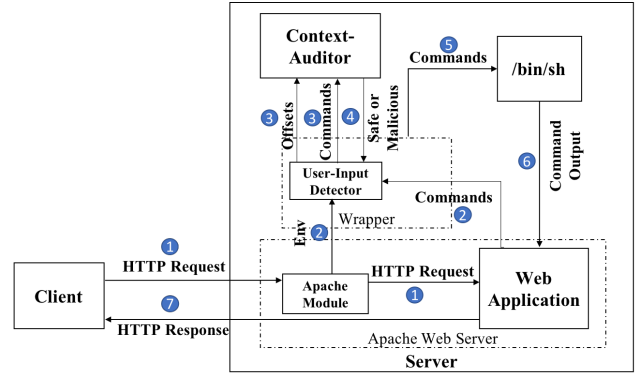 Context-
Auditor
5
Commands
/bin/sh
3
Offsets
3
Commands
4
Safe or
Malicious
6
Command
Output
User-Input
Detector
Commands
2
Wrapper
Env
2
1
HTTP Request
Client
Apache
Module
HTTP Request
1
Web
Application
7
HTTP Response
Apache Web Server
Server